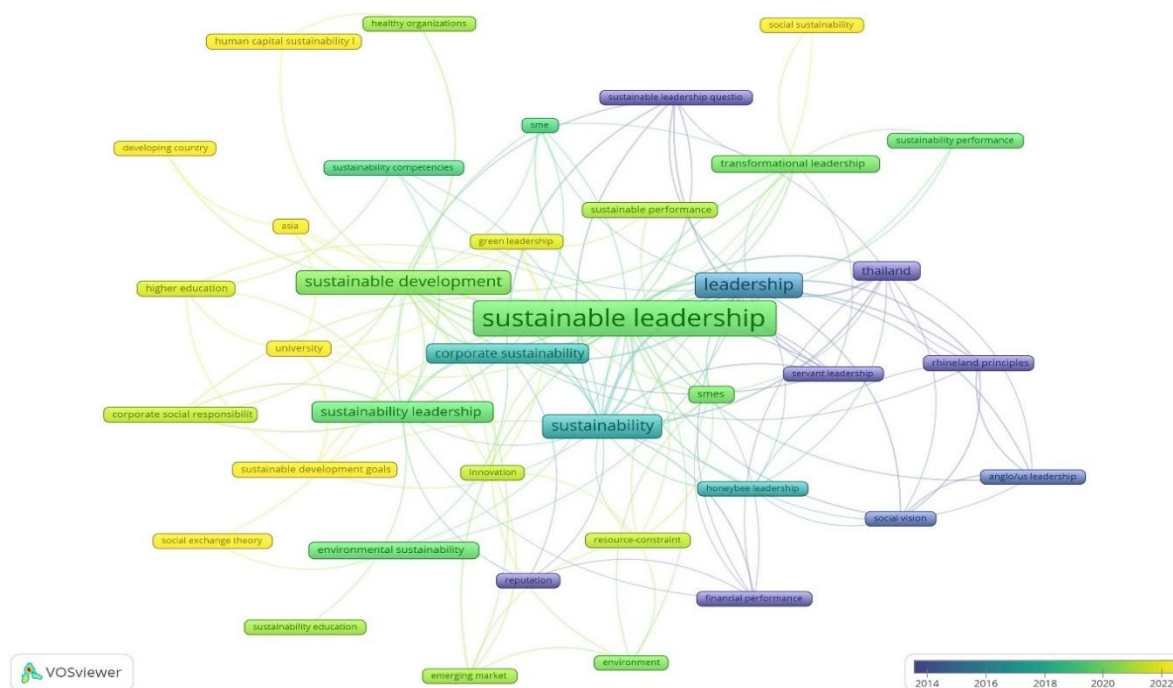 healthy organizations
social sustainability
human capital sustainability l
sustainable leadership questio
sme
sustainability performance
developing country
transformational leadership
sustainability competencies
sustainable performance
asia
green leadership
thailand
sustainable development
leadership
higher education
sustainable leadership
university
corporate sustainability
rhineland principles
servant leadership
smes
corporate social responsibilit
sustainability leadership
sustainability
sustainable development goals
innovation
anglo/us leadership
honeybee leadership
social vision
social exchange theory
resource-constraint
environmental sustainability
reputation
financial performance
sustainability education
environment
emerging market
VOSviewer
2014 2016 2018 2020 2022